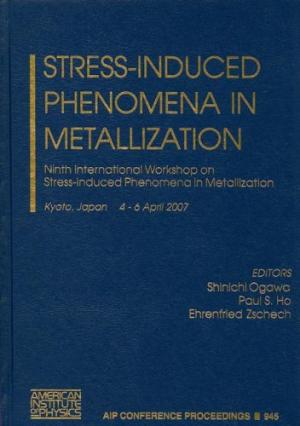 STRESS-INDUCED
PHENOMENA IN
METALLIZATION
Ninth International Workshop on
Stress-Induced Phenomena in Metallization
Kyoto, Japan 4 - 6 April 2007
EDITORS
Shinichi Ogawa
Paul S. Ho
Ehrenfried Zschech
AMERICAN
INSTITUTE
OF PHYSICS
AIP CONFERENCE PROCEEDINGS ■ 945